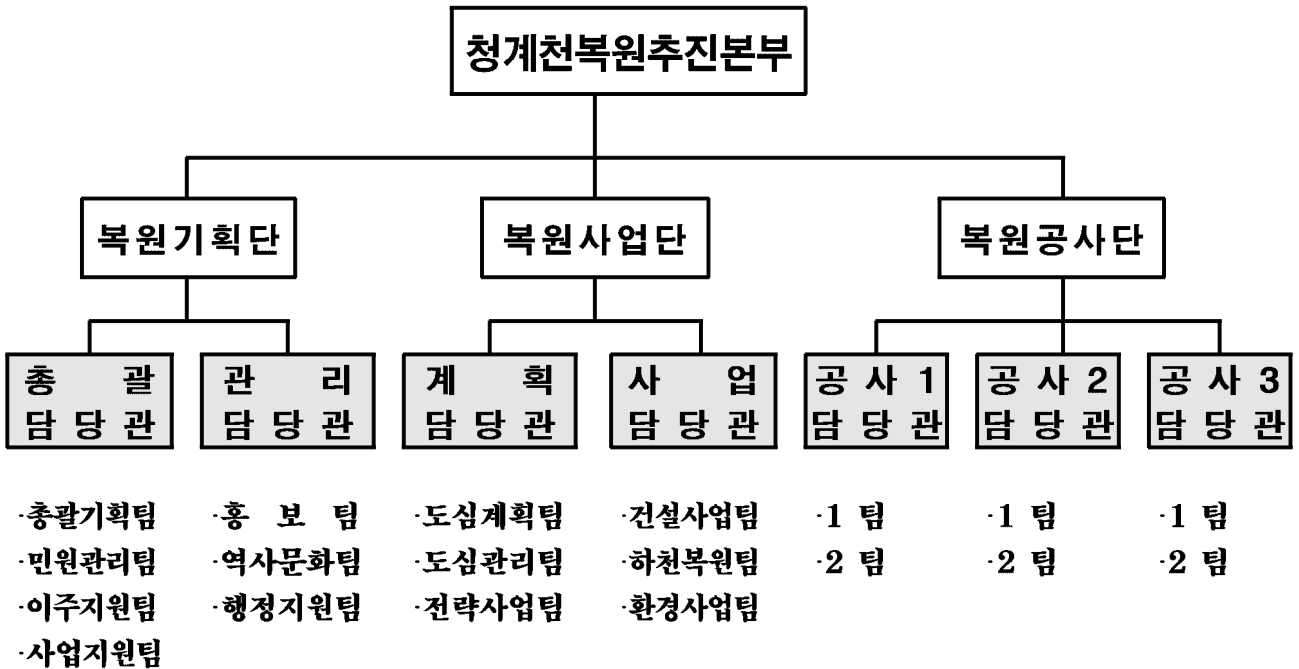 청계천복원추진본부
복원기획단 복원사업단 복원공사단
총 괄 관 리 계 획 사 업 공 사 1 공 사 2 공 사 3
담 당 관 담 당 관 담 당 관 담 당 관 담 당 관 담 당 관 담 당 관
·총괄기획팀 ·홍 보 팀 ·도심계획팀 ·건설사업팀 ·1 팀 ·1 팀 ·1 팀
·민원관리팀 ·역사문화팀 ·도심관리팀 ·하천복원팀 ·2 팀 ·2 팀 ·2 팀
·이주지원팀 ·행정지원팀 ·전략사업팀 ·환경사업팀
·사업지원팀